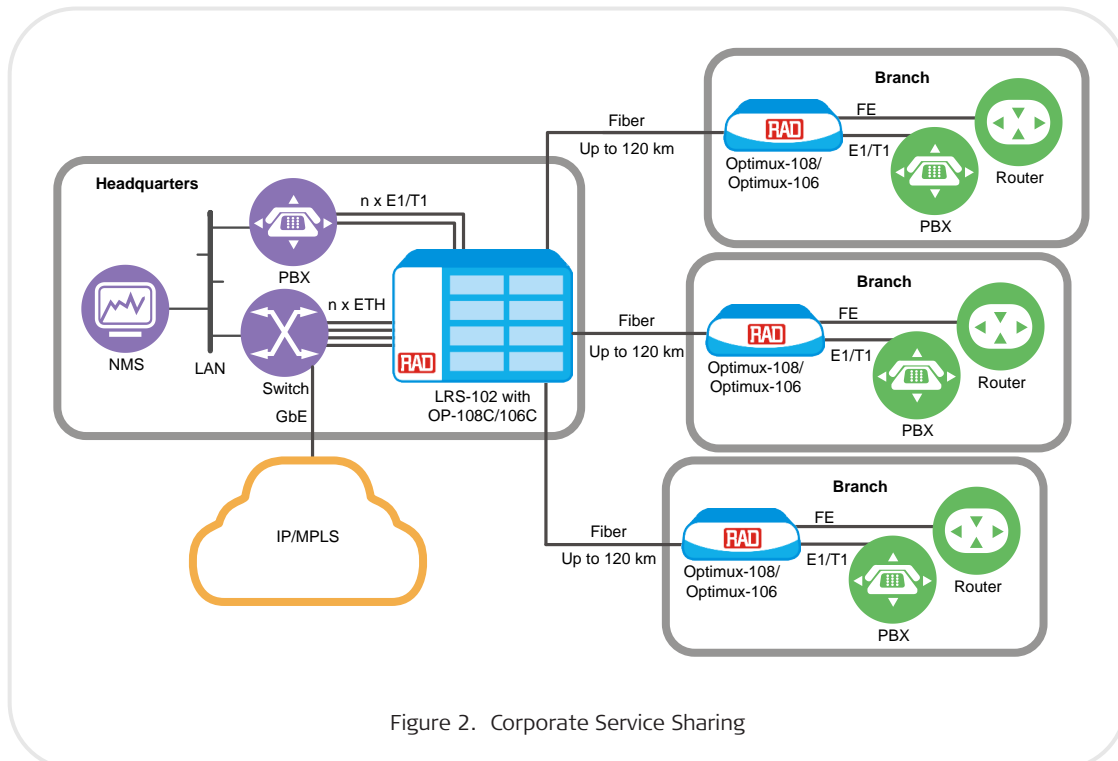 Headquarters
n x E1/T1
PBX
n x ETH
NMS
LAN
Switch
GbE
RAD
LRS-102 with
OP-108C/106C
IP/MPLS
Fiber
Up to 120 km
Branch
RAD
FE
E1/T1
Optimux-108/
Optimux-106
Router
PBX
Fiber
Up to 120 km
Branch
RAD
FE
E1/T1
Optimux-108/
Optimux-106
Router
PBX
Fiber
Up to 120 km
Branch
RAD
FE
E1/T1
Optimux-108/
Optimux-106
Router
PBX
Figure 2. Corporate Service Sharing